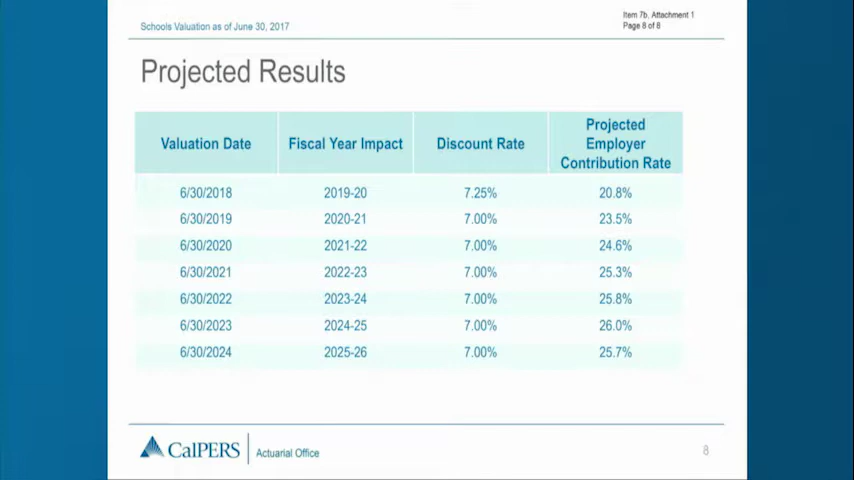 Schools Valuation as of June 30, 2017
Item 7b, Attachment 1
Page 8 of 8
Projected Results
Valuation Date Fiscal Year Impact Discount Rate Projected Employer Contribution Rate
6/30/2018 2019-20 7.25% 20.8%
6/30/2019 2020-21 7.00% 23.5%
6/30/2020 2021-22 7.00% 24.6%
6/30/2021 2022-23 7.00% 25.3%
6/30/2022 2023-24 7.00% 25.8%
6/30/2023 2024-25 7.00% 26.0%
6/30/2024 2025-26 7.00% 25.7%
CalPERS Actuarial Office
8